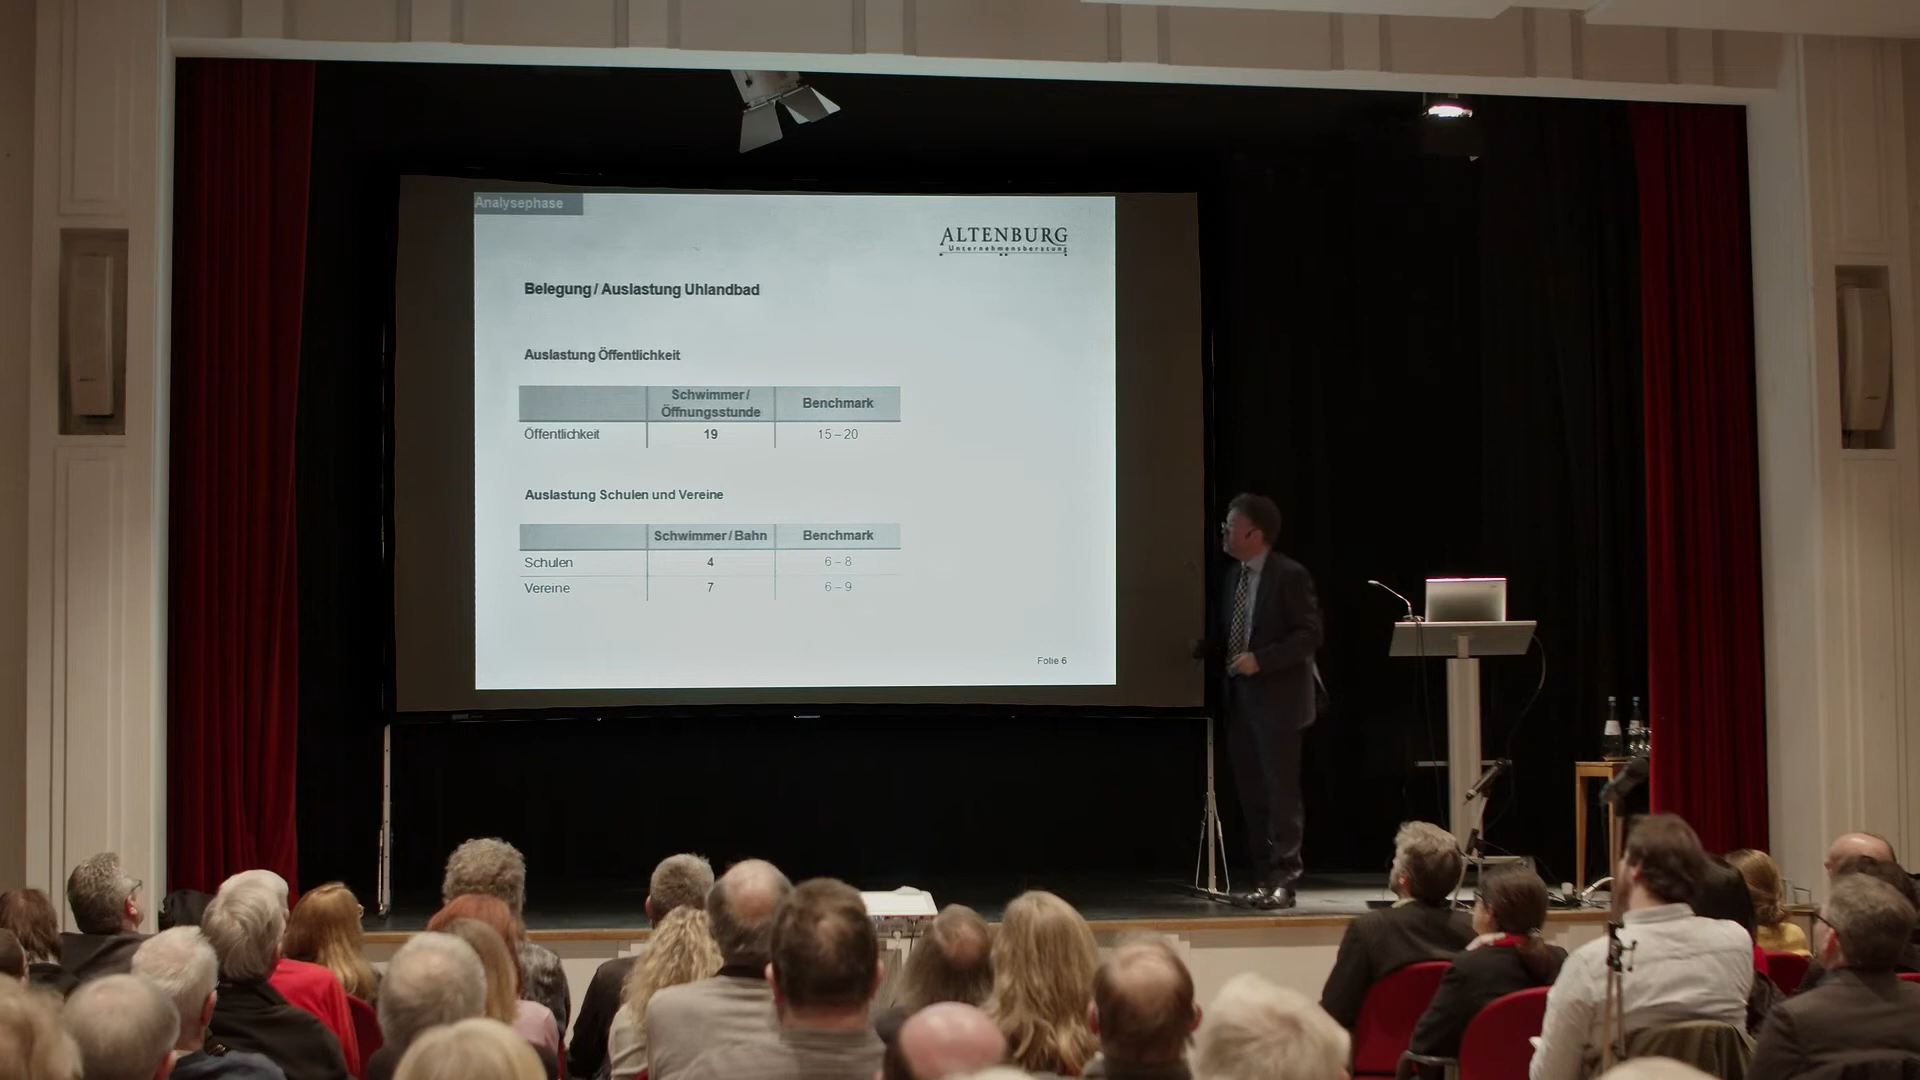 Analysephase
ALTENBURG
Unternehmensberatung
Belegung / Auslastung Uhlandbad
Auslastung Öffentlichkeit
Schwimmer / Öffnungsstunde Benchmark
Öffentlichkeit 19 15 – 20
Auslastung Schulen und Vereine
Schwimmer / Bahn Benchmark
Schulen 4 6 – 8
Vereine 7 6 – 9
Folie 6